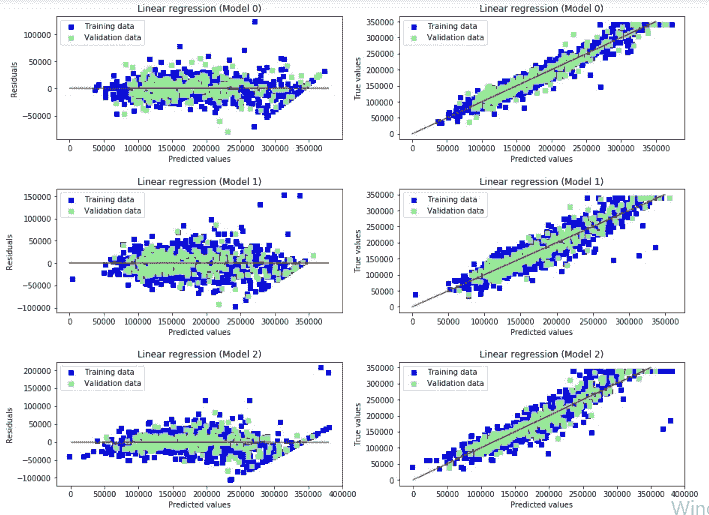 Linear regression (Model 0)
Training data
Validation data
100000
50000
0
−50000
Residuals
0 50000 100000 150000 200000 250000 300000 350000
Predicted values
Linear regression (Model 0)
Training data
Validation data
350000
300000
250000
200000
150000
100000
50000
0
True values
0 50000 100000 150000 200000 250000 300000 350000
Predicted values
Linear regression (Model 1)
Training data
Validation data
150000
100000
50000
0
−50000
−100000
Residuals
0 50000 100000 150000 200000 250000 300000 350000
Predicted values
Linear regression (Model 1)
Training data
Validation data
350000
300000
250000
200000
150000
100000
50000
0
True values
0 50000 100000 150000 200000 250000 300000 350000
Predicted values
Linear regression (Model 2)
Training data
Validation data
200000
150000
100000
50000
0
−50000
−100000
Residuals
0 50000 100000 150000 200000 250000 300000 350000 400000
Predicted values
Linear regression (Model 2)
Training data
Validation data
350000
300000
250000
200000
150000
100000
50000
0
True values
0 50000 100000 150000 200000 250000 300000 350000 400000
Predicted values